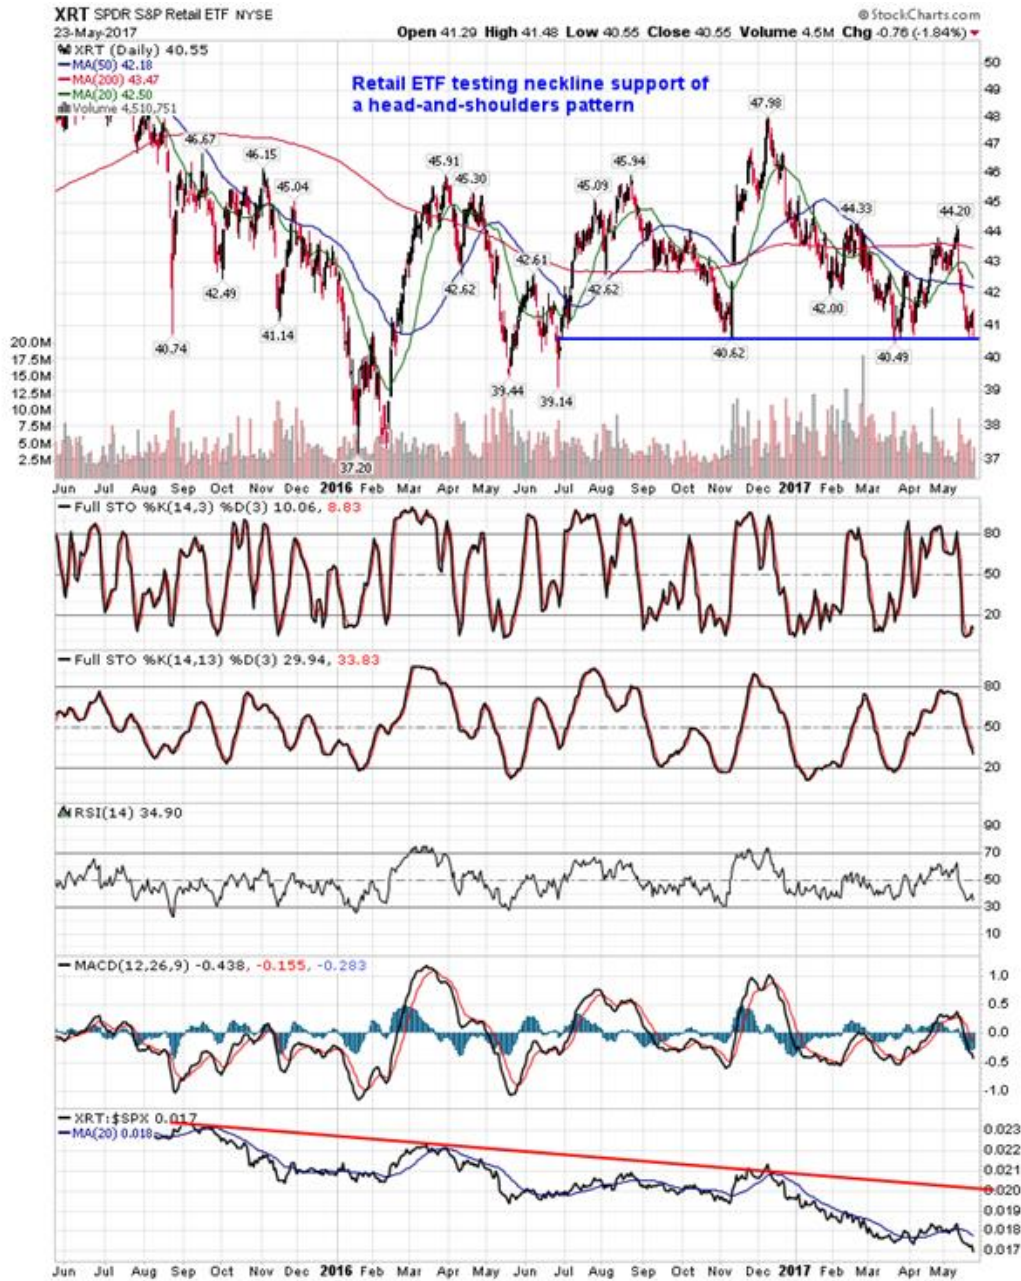 XRT SPDR S&P Retail ETF NYSE
© StockCharts.com
23-May-2017
Open 41.29 High 41.48 Low 40.55 Close 40.55 Volume 4.5M Chg -0.76 (-1.84%)
XRT (Daily) 40.55
MA(50) 42.18
MA(200) 43.47
MA(20) 42.50
Volume 4,510,751
Retail ETF testing neckline support of
a head-and-shoulders pattern
50
49
48
47
46
45
44
43
42
41
40
39
38
37
20.0M
17.5M
15.0M
12.5M
10.0M
7.5M
5.0M
2.5M
46.67
46.15
45.04
45.91
45.30
45.09
45.94
47.98
44.33
44.20
42.49
41.14
40.74
37.20
42.62
42.61
39.44
39.14
42.62
40.62
42.00
40.49
Jun Jul Aug Sep Oct Nov Dec 2016 Feb Mar Apr May Jun Jul Aug Sep Oct Nov Dec 2017 Feb Mar Apr May
Full STO %K(14,3) %D(3) 10.06, 8.83
80
50
20
Full STO %K(14,13) %D(3) 29.94, 33.83
80
50
20
RSI(14) 34.90
90
70
50
30
10
MACD(12,26,9) -0.438, -0.155, -0.283
1.0
0.5
0.0
-0.5
-1.0
XRT:$SPX 0.017
MA(20) 0.018
0.023
0.022
0.021
0.020
0.019
0.018
0.017
Jun Jul Aug Sep Oct Nov Dec 2016 Feb Mar Apr May Jun Jul Aug Sep Oct Nov Dec 2017 Feb Mar Apr May